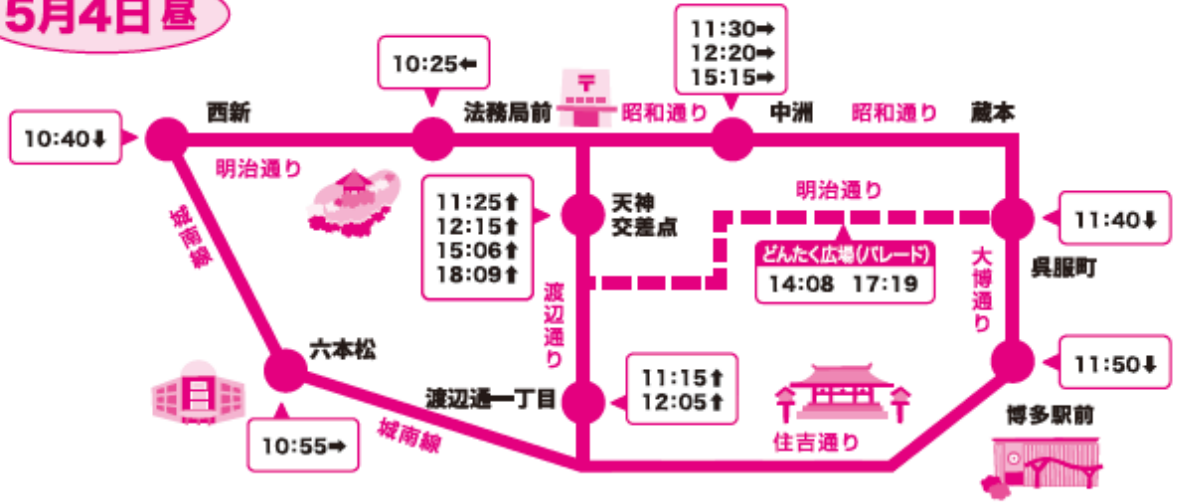 5月4日 昼
11:30➡
12:20➡
15:15➡
10:25⬅
西新
法務局前
〒
昭和通り
中洲
昭和通り
蔵本
10:40⬇
明治通り
明治通り
城南線
11:25⬆
12:15⬆
15:06⬆
18:09⬆
天神
交差点
11:40⬇
どんたく広場(パレード)
14:08 17:19
大博通り
呉服町
渡辺通り
六本松
11:15⬆
12:05⬆
11:50⬇
渡辺通一丁目
博多駅前
城南線
住吉通り
10:55➡